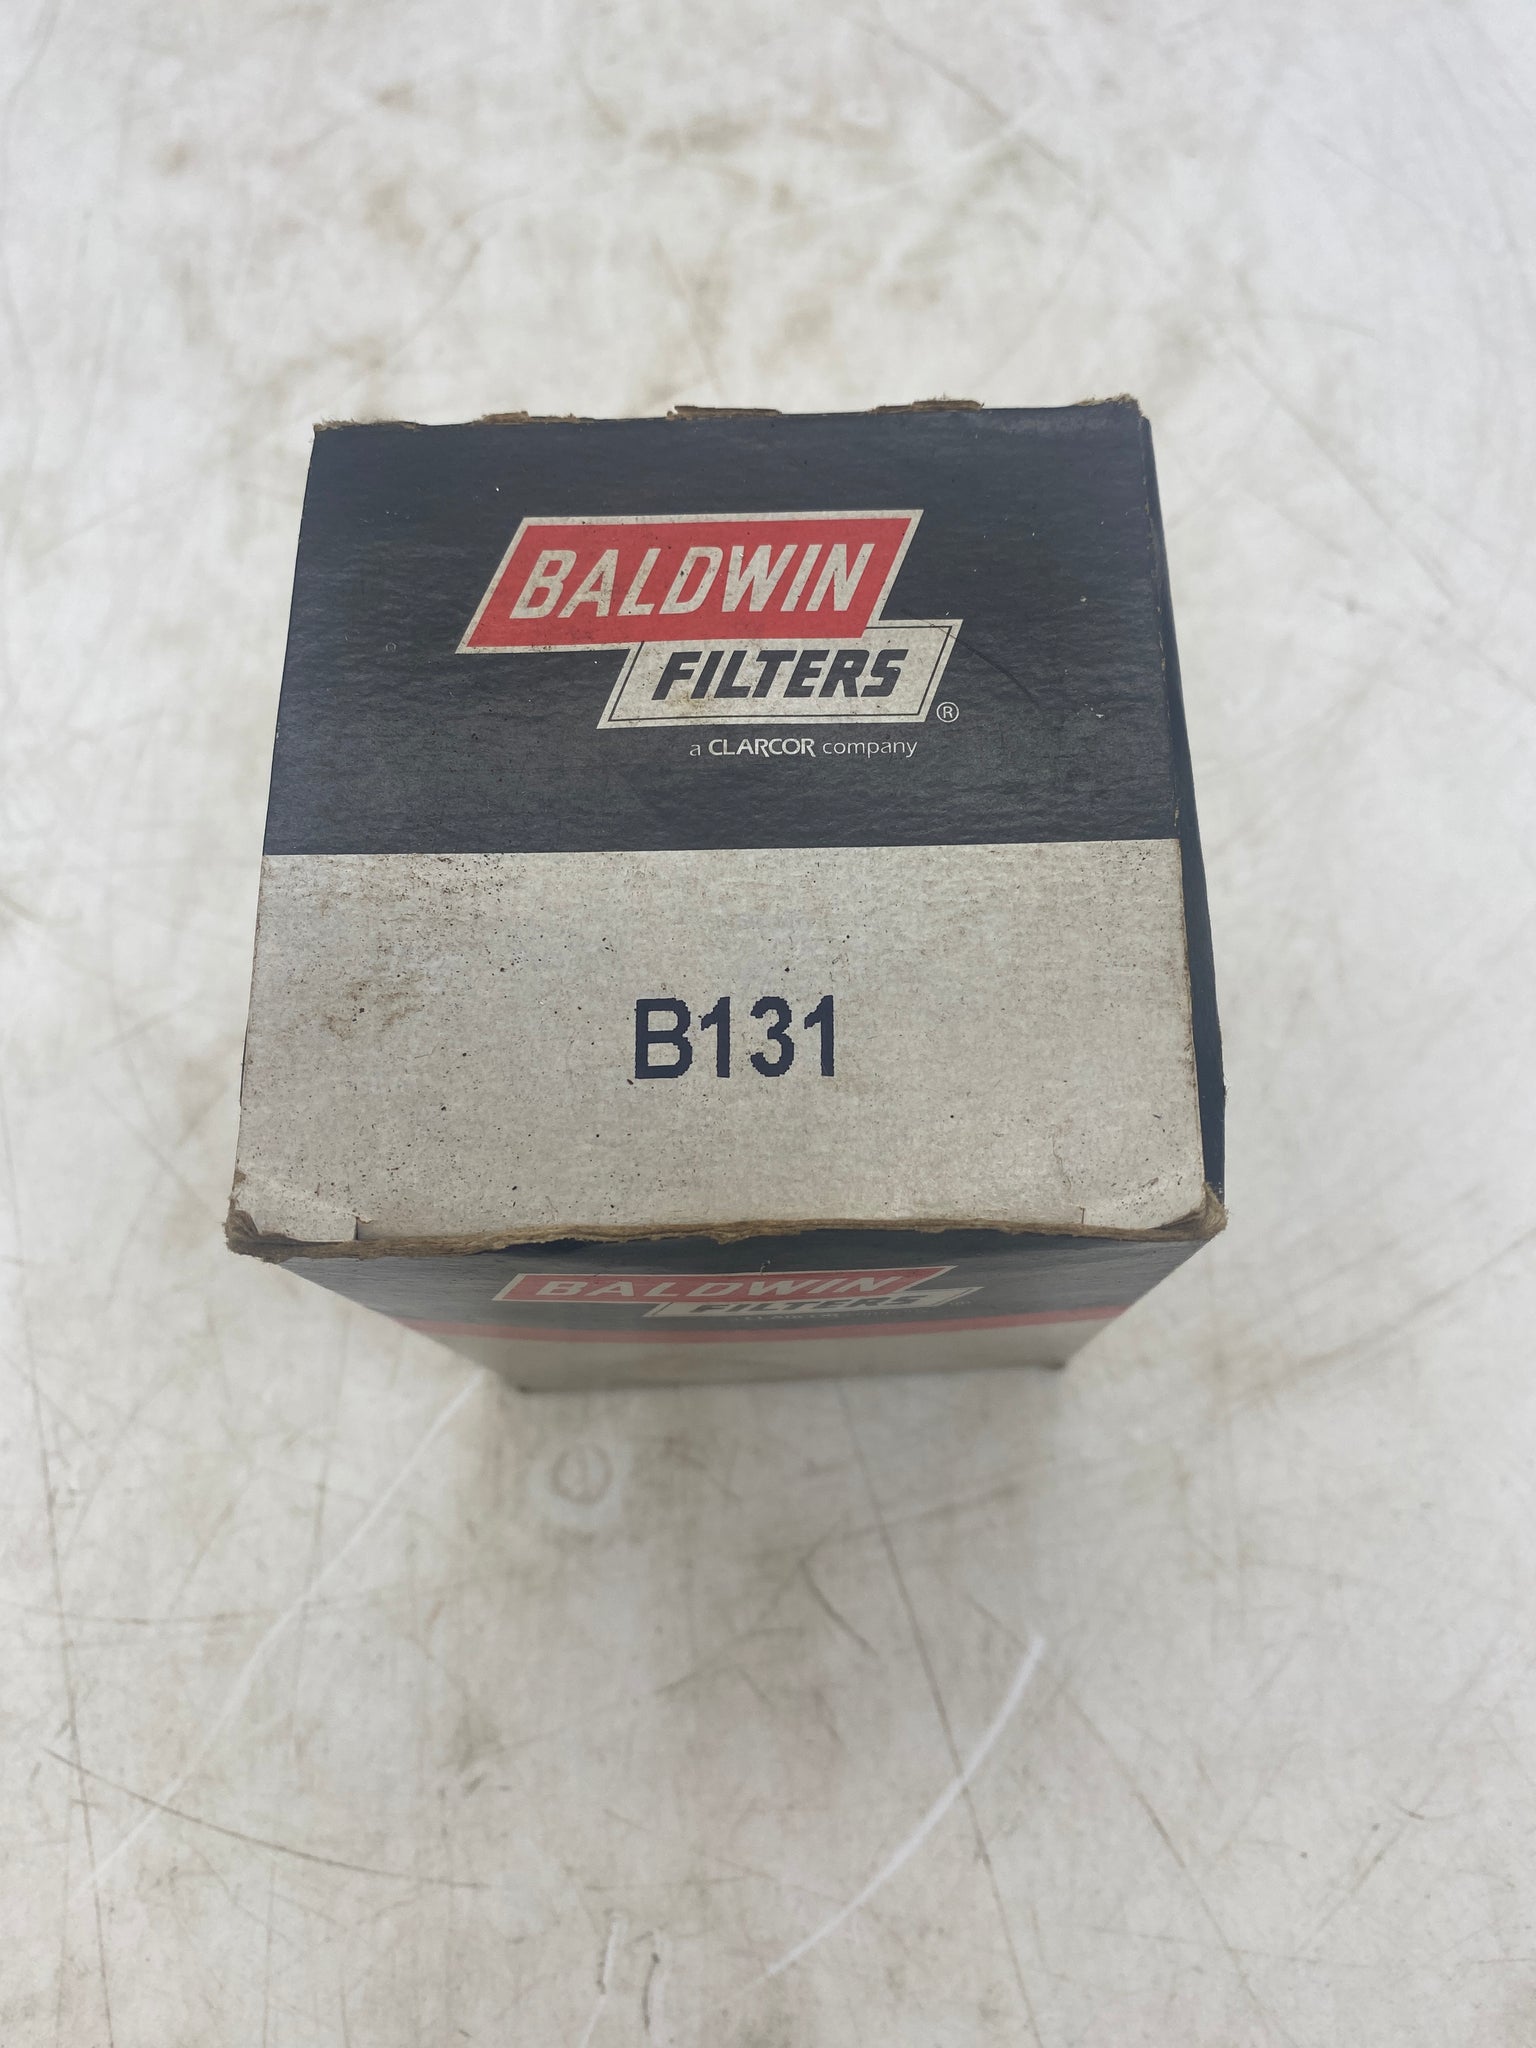 BALDWIN
FILTERS
®
a CLARCOR company
B131
BALDWIN
FILTERS